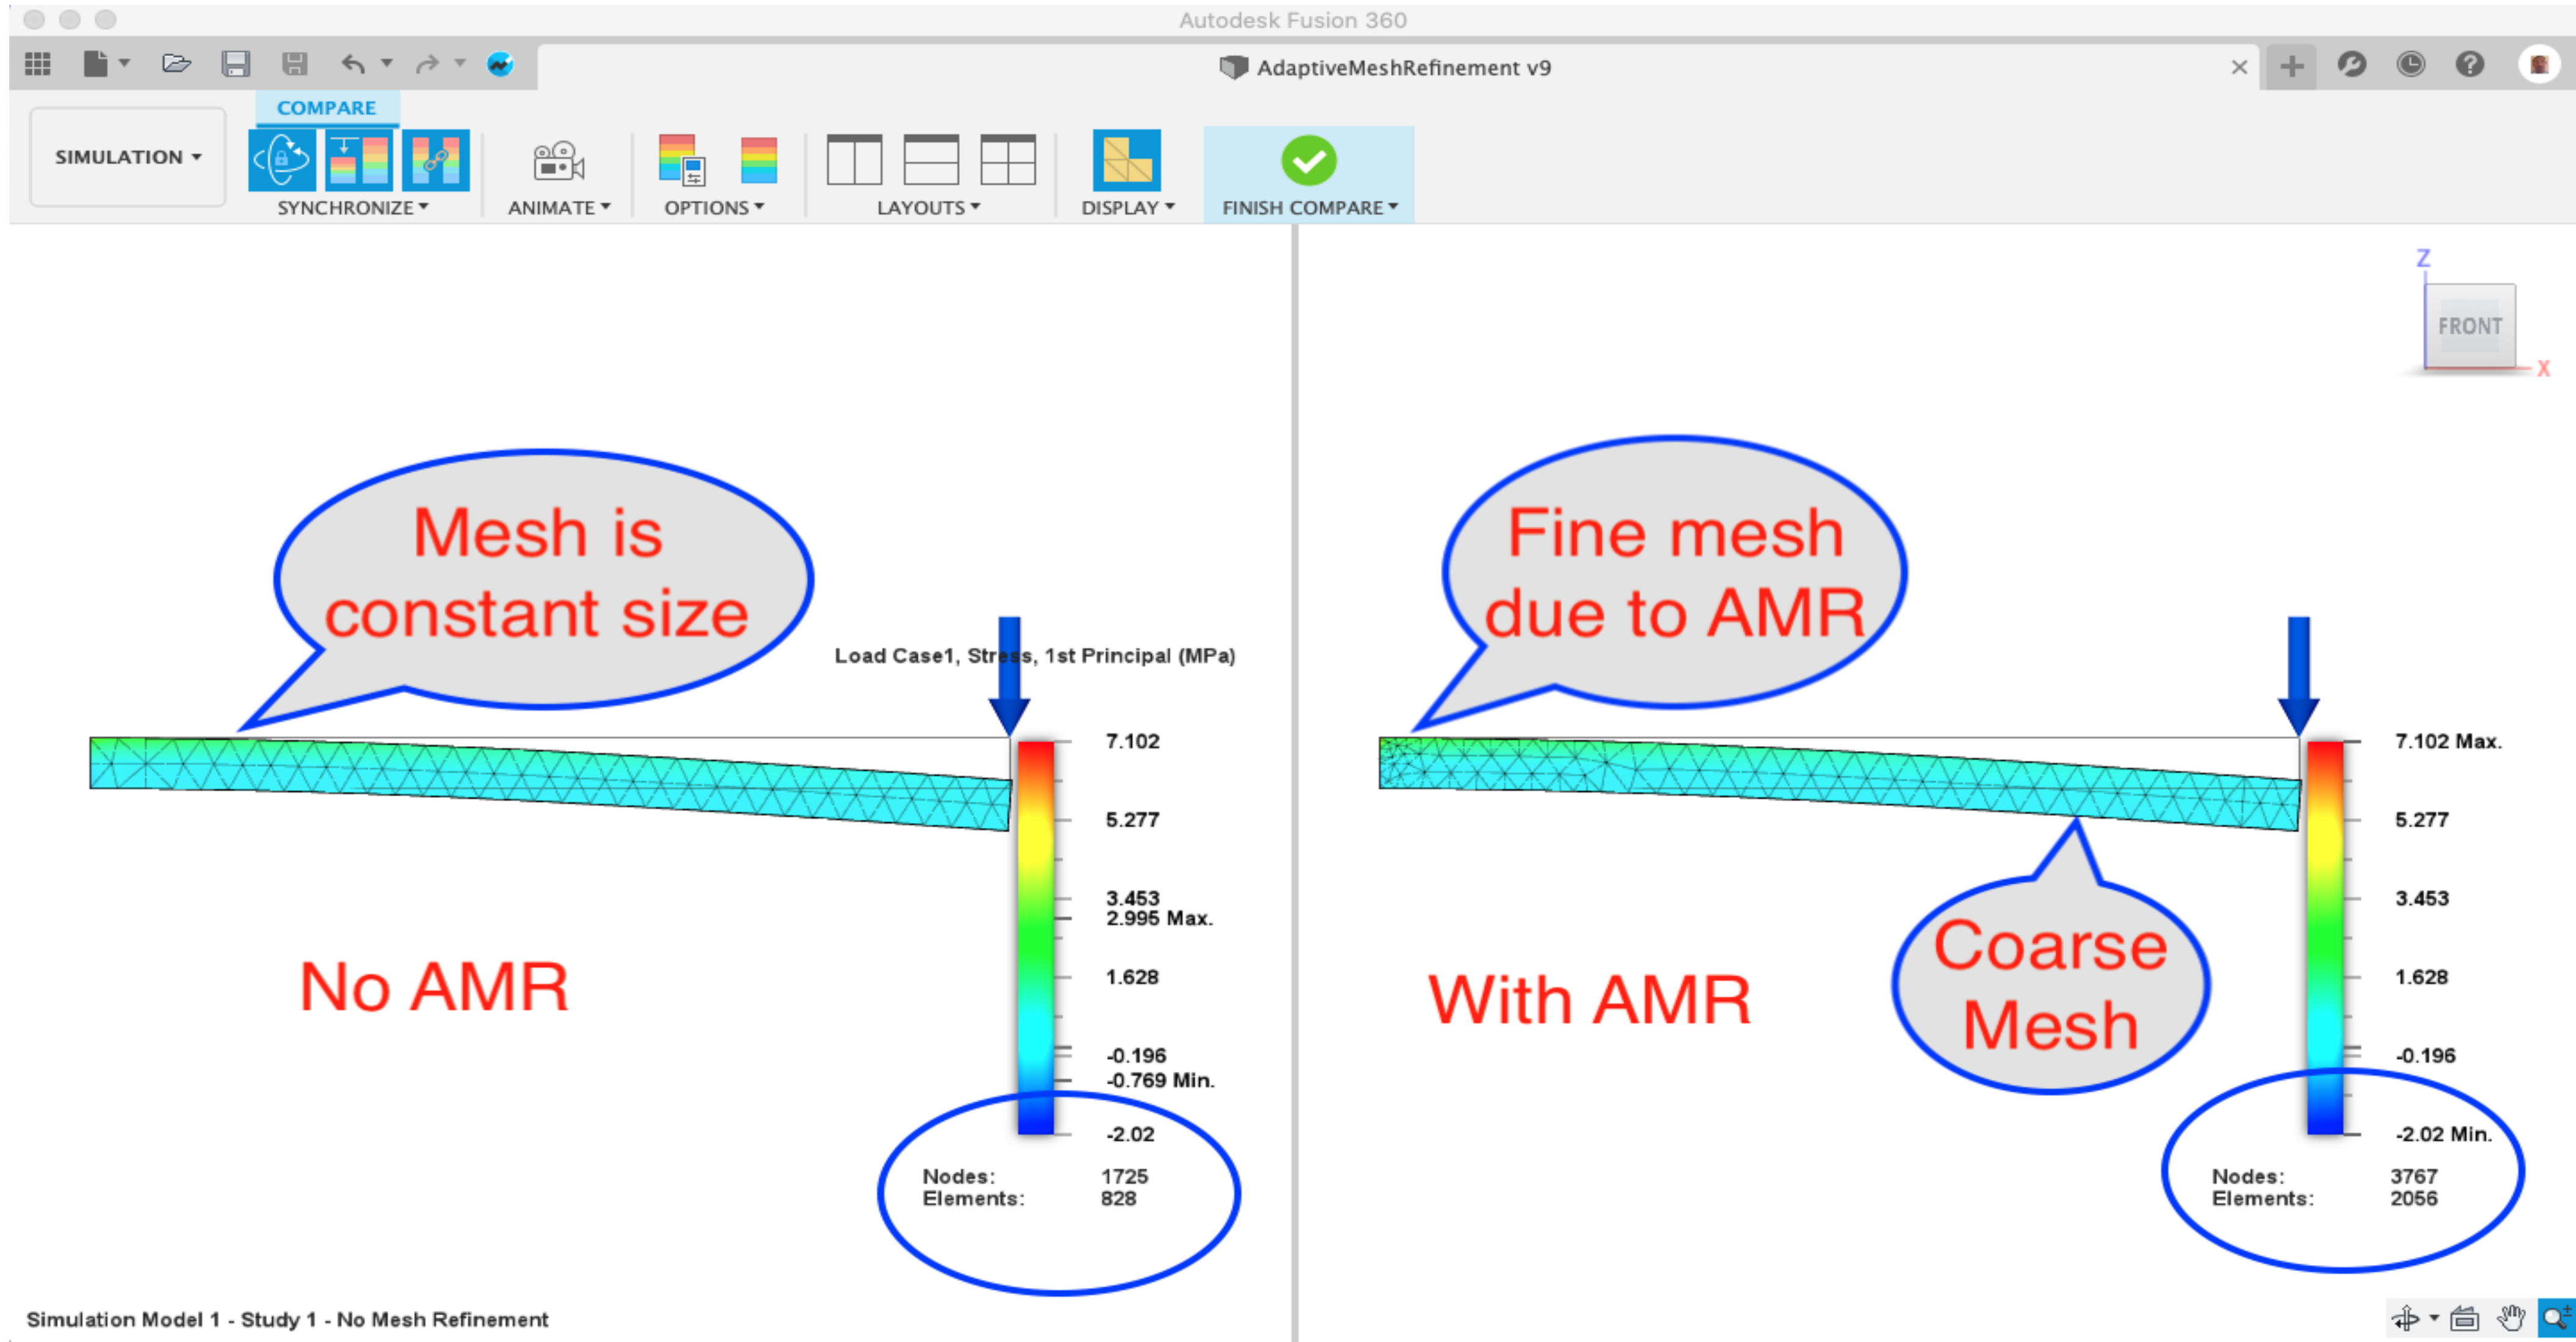 Autodesk Fusion 360
AdaptiveMeshRefinement v9
COMPARE
SIMULATION
SYNCHRONIZE
ANIMATE
OPTIONS
LAYOUTS
DISPLAY
FINISH COMPARE
Mesh is
constant size
Load Case1, Stress, 1st Principal (MPa)
7.102
5.277
3.453
2.995 Max.
1.628
-0.196
-0.769 Min.
-2.02
No AMR
Nodes: 1725
Elements: 828
Simulation Model 1 - Study 1 - No Mesh Refinement
Z
FRONT
X
Fine mesh
due to AMR
7.102 Max.
5.277
3.453
1.628
-0.196
-2.02 Min.
With AMR
Coarse
Mesh
Nodes: 3767
Elements: 2056